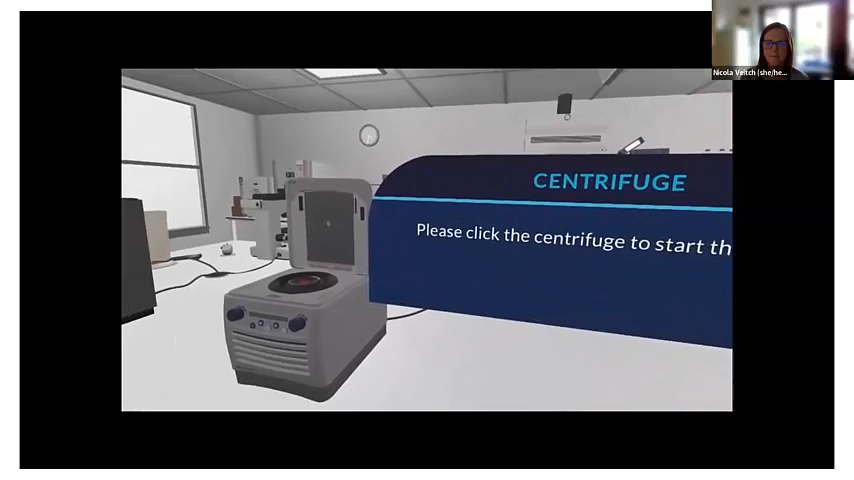 Nicola Veitch (she/he...
CENTRIFUGE
Please click the centrifuge to start th